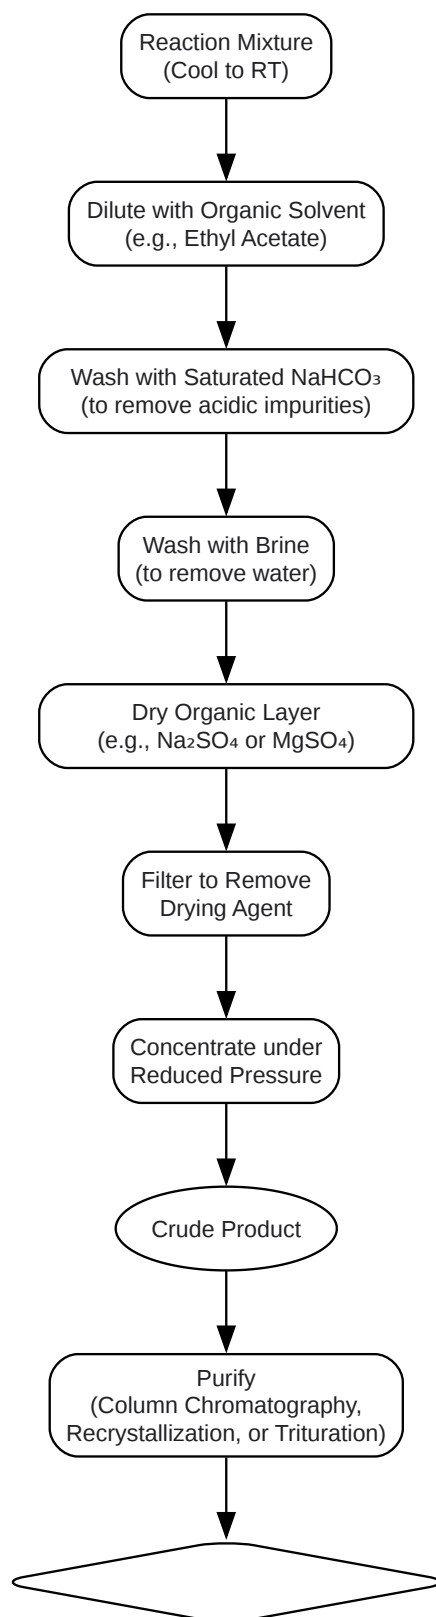 Reaction Mixture
(Cool to RT)
Dilute with Organic Solvent
(e.g., Ethyl Acetate)
Wash with Saturated NaHCO₃
(to remove acidic impurities)
Wash with Brine
(to remove water)
Dry Organic Layer
(e.g., Na₂SO₄ or MgSO₄)
Filter to Remove
Drying Agent
Concentrate under
Reduced Pressure
Crude Product
Purify
(Column Chromatography,
Recrystallization, or Trituration)